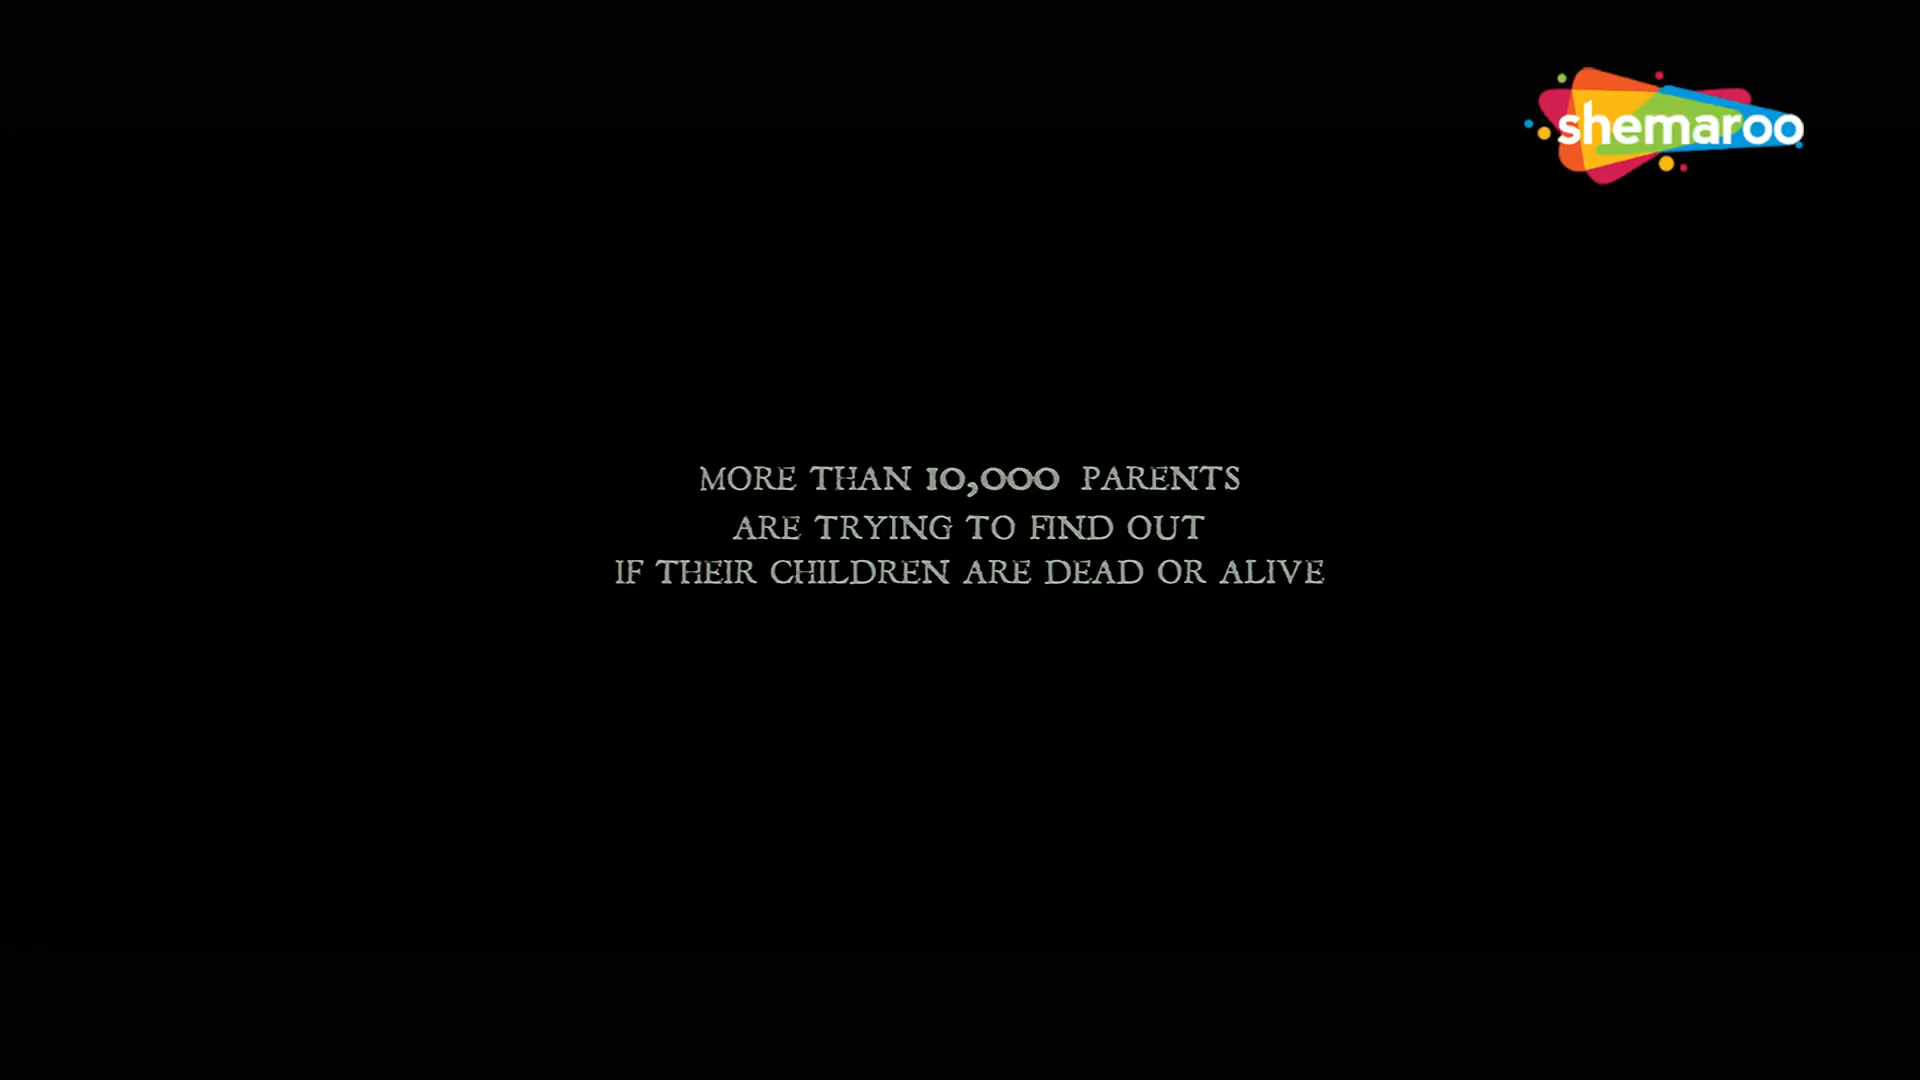 shemaroo
MORE THAN 10,000 PARENTS
ARE TRYING TO FIND OUT
IF THEIR CHILDREN ARE DEAD OR ALIVE